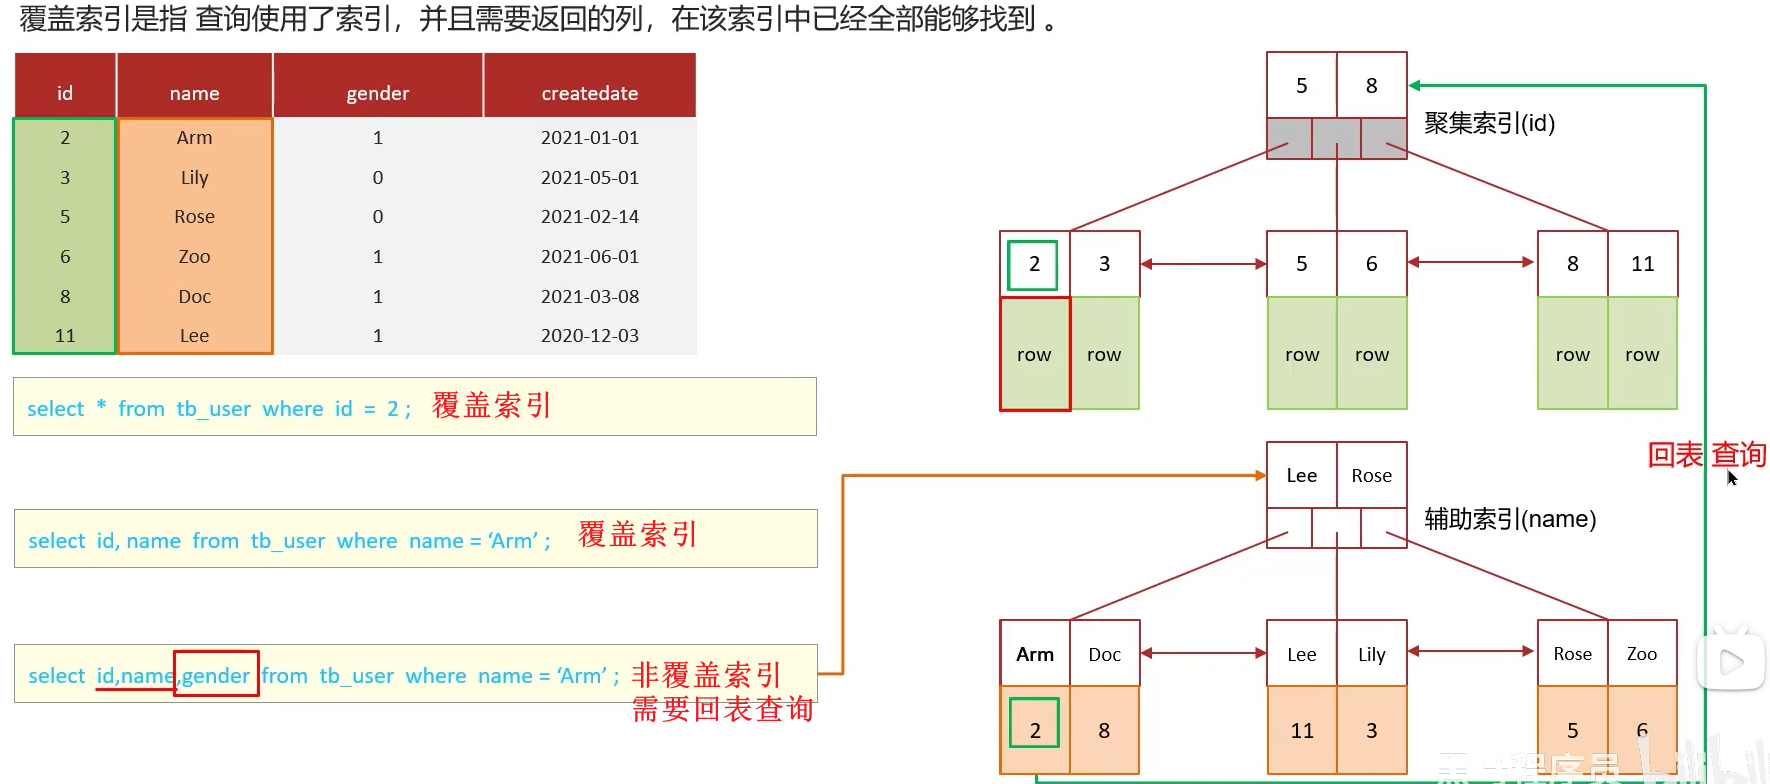 覆盖索引是指 查询使用了索引，并且需要返回的列，在该索引中已经全部能够找到 。
id name gender createdate
2 Arm 1 2021-01-01
3 Lily 0 2021-05-01
5 Rose 0 2021-02-14
6 Zoo 1 2021-06-01
8 Doc 1 2021-03-08
11 Lee 1 2020-12-03
select * from tb_user where id = 2 ; 覆盖索引
select id, name from tb_user where name = ‘Arm’ ; 覆盖索引
select id,name,gender from tb_user where name = ‘Arm’ ; 非覆盖索引
需要回表查询
5 8
聚集索引(id)
2 3 5 6 8 11
row row row row row row
回表 查询
Lee Rose
辅助索引(name)
Arm Doc Lee Lily Rose Zoo
2 8 11 3 5 6